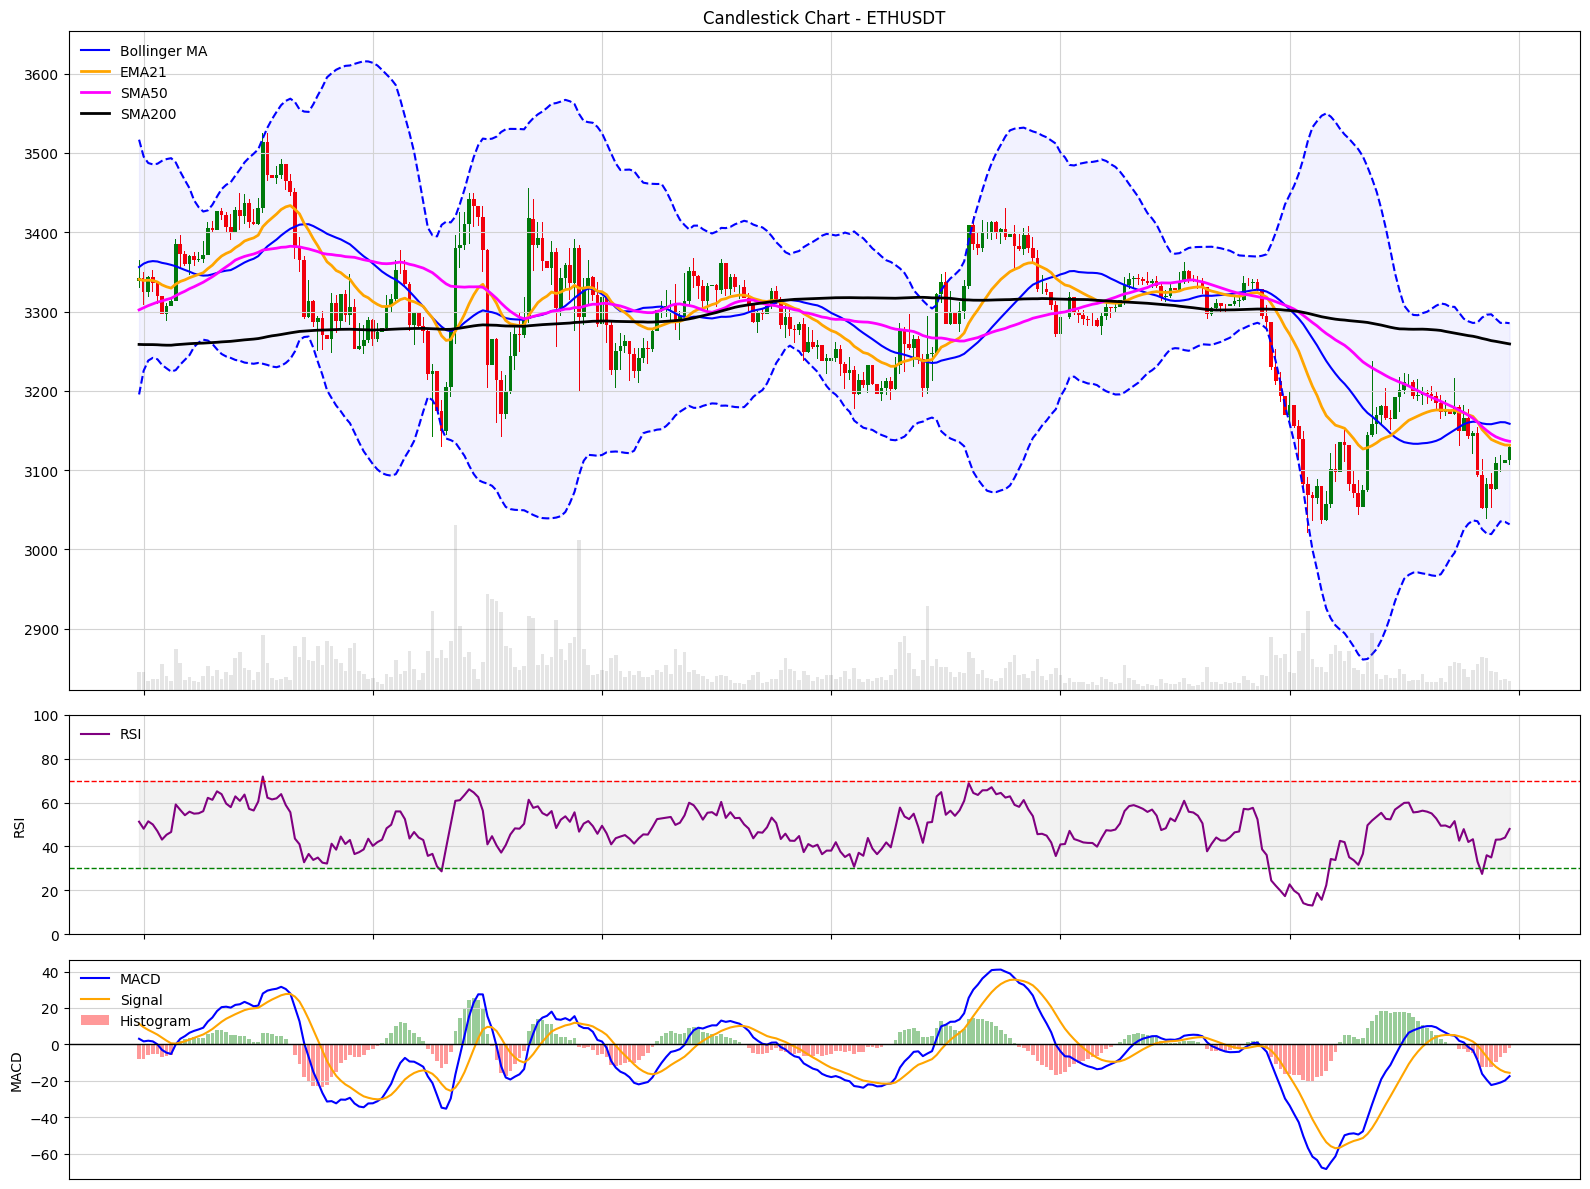 Candlestick Chart - ETHUSDT
Bollinger MA
EMA21
SMA50
SMA200
3600
3500
3400
3300
3200
3100
3000
2900
RSI
100
80
60
40
20
0
RSI
MACD
Signal
Histogram
40
20
0
−20
−40
−60
MACD